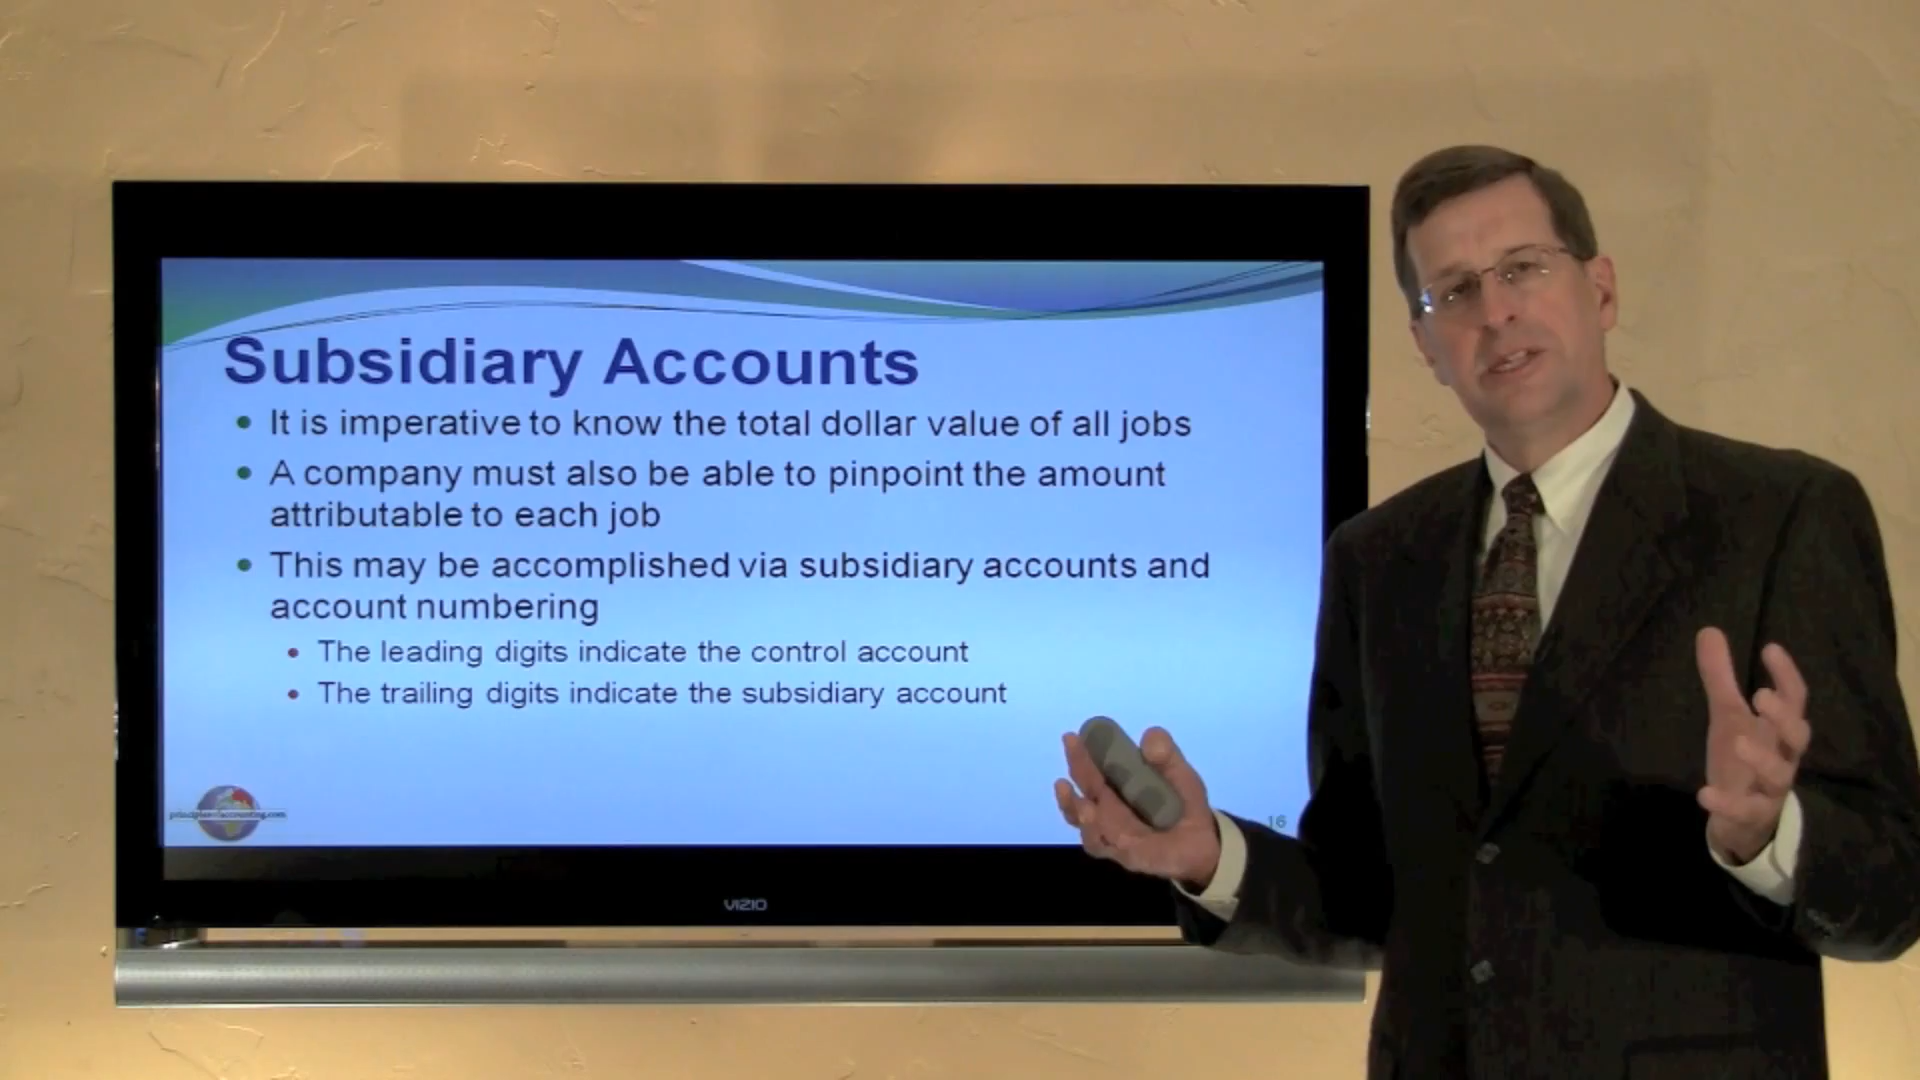 Subsidiary Accounts
• It is imperative to know the total dollar value of all jobs
• A company must also be able to pinpoint the amount
attributable to each job
• This may be accomplished via subsidiary accounts and
account numbering
• The leading digits indicate the control account
• The trailing digits indicate the subsidiary account
principlesofaccounting.com
16
VIZIO